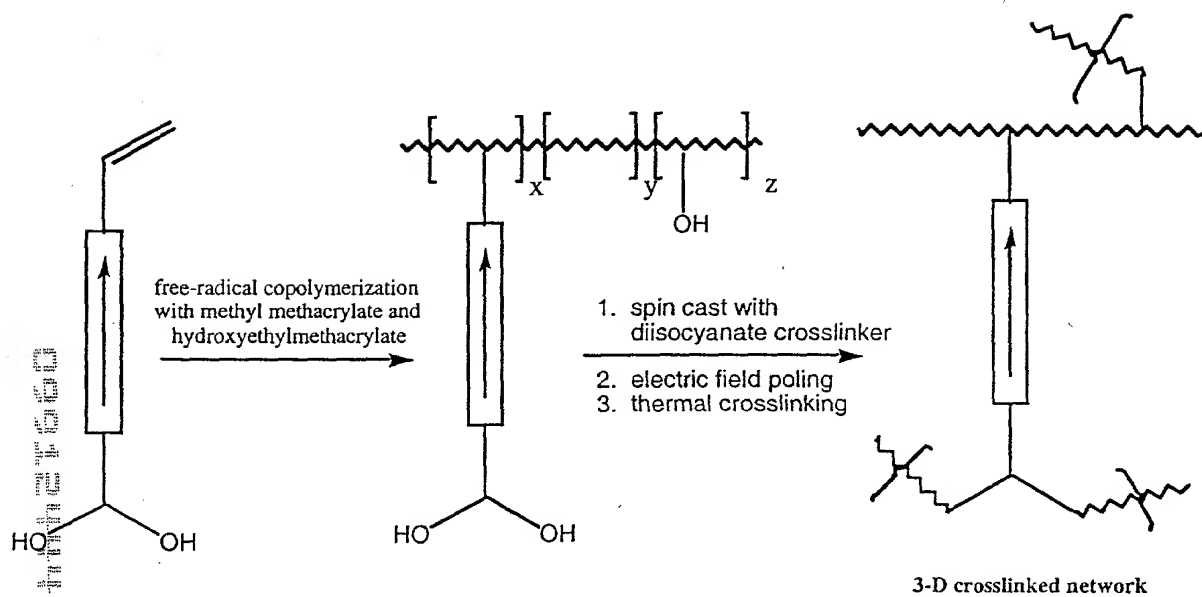 x
y
z
OH
free-radical copolymerization
with methyl methacrylate and
hydroxyethylmethacrylate
1. spin cast with
diisocyanate crosslinker
2. electric field poling
3. thermal crosslinking
HO
OH
HO
OH
3-D crosslinked network